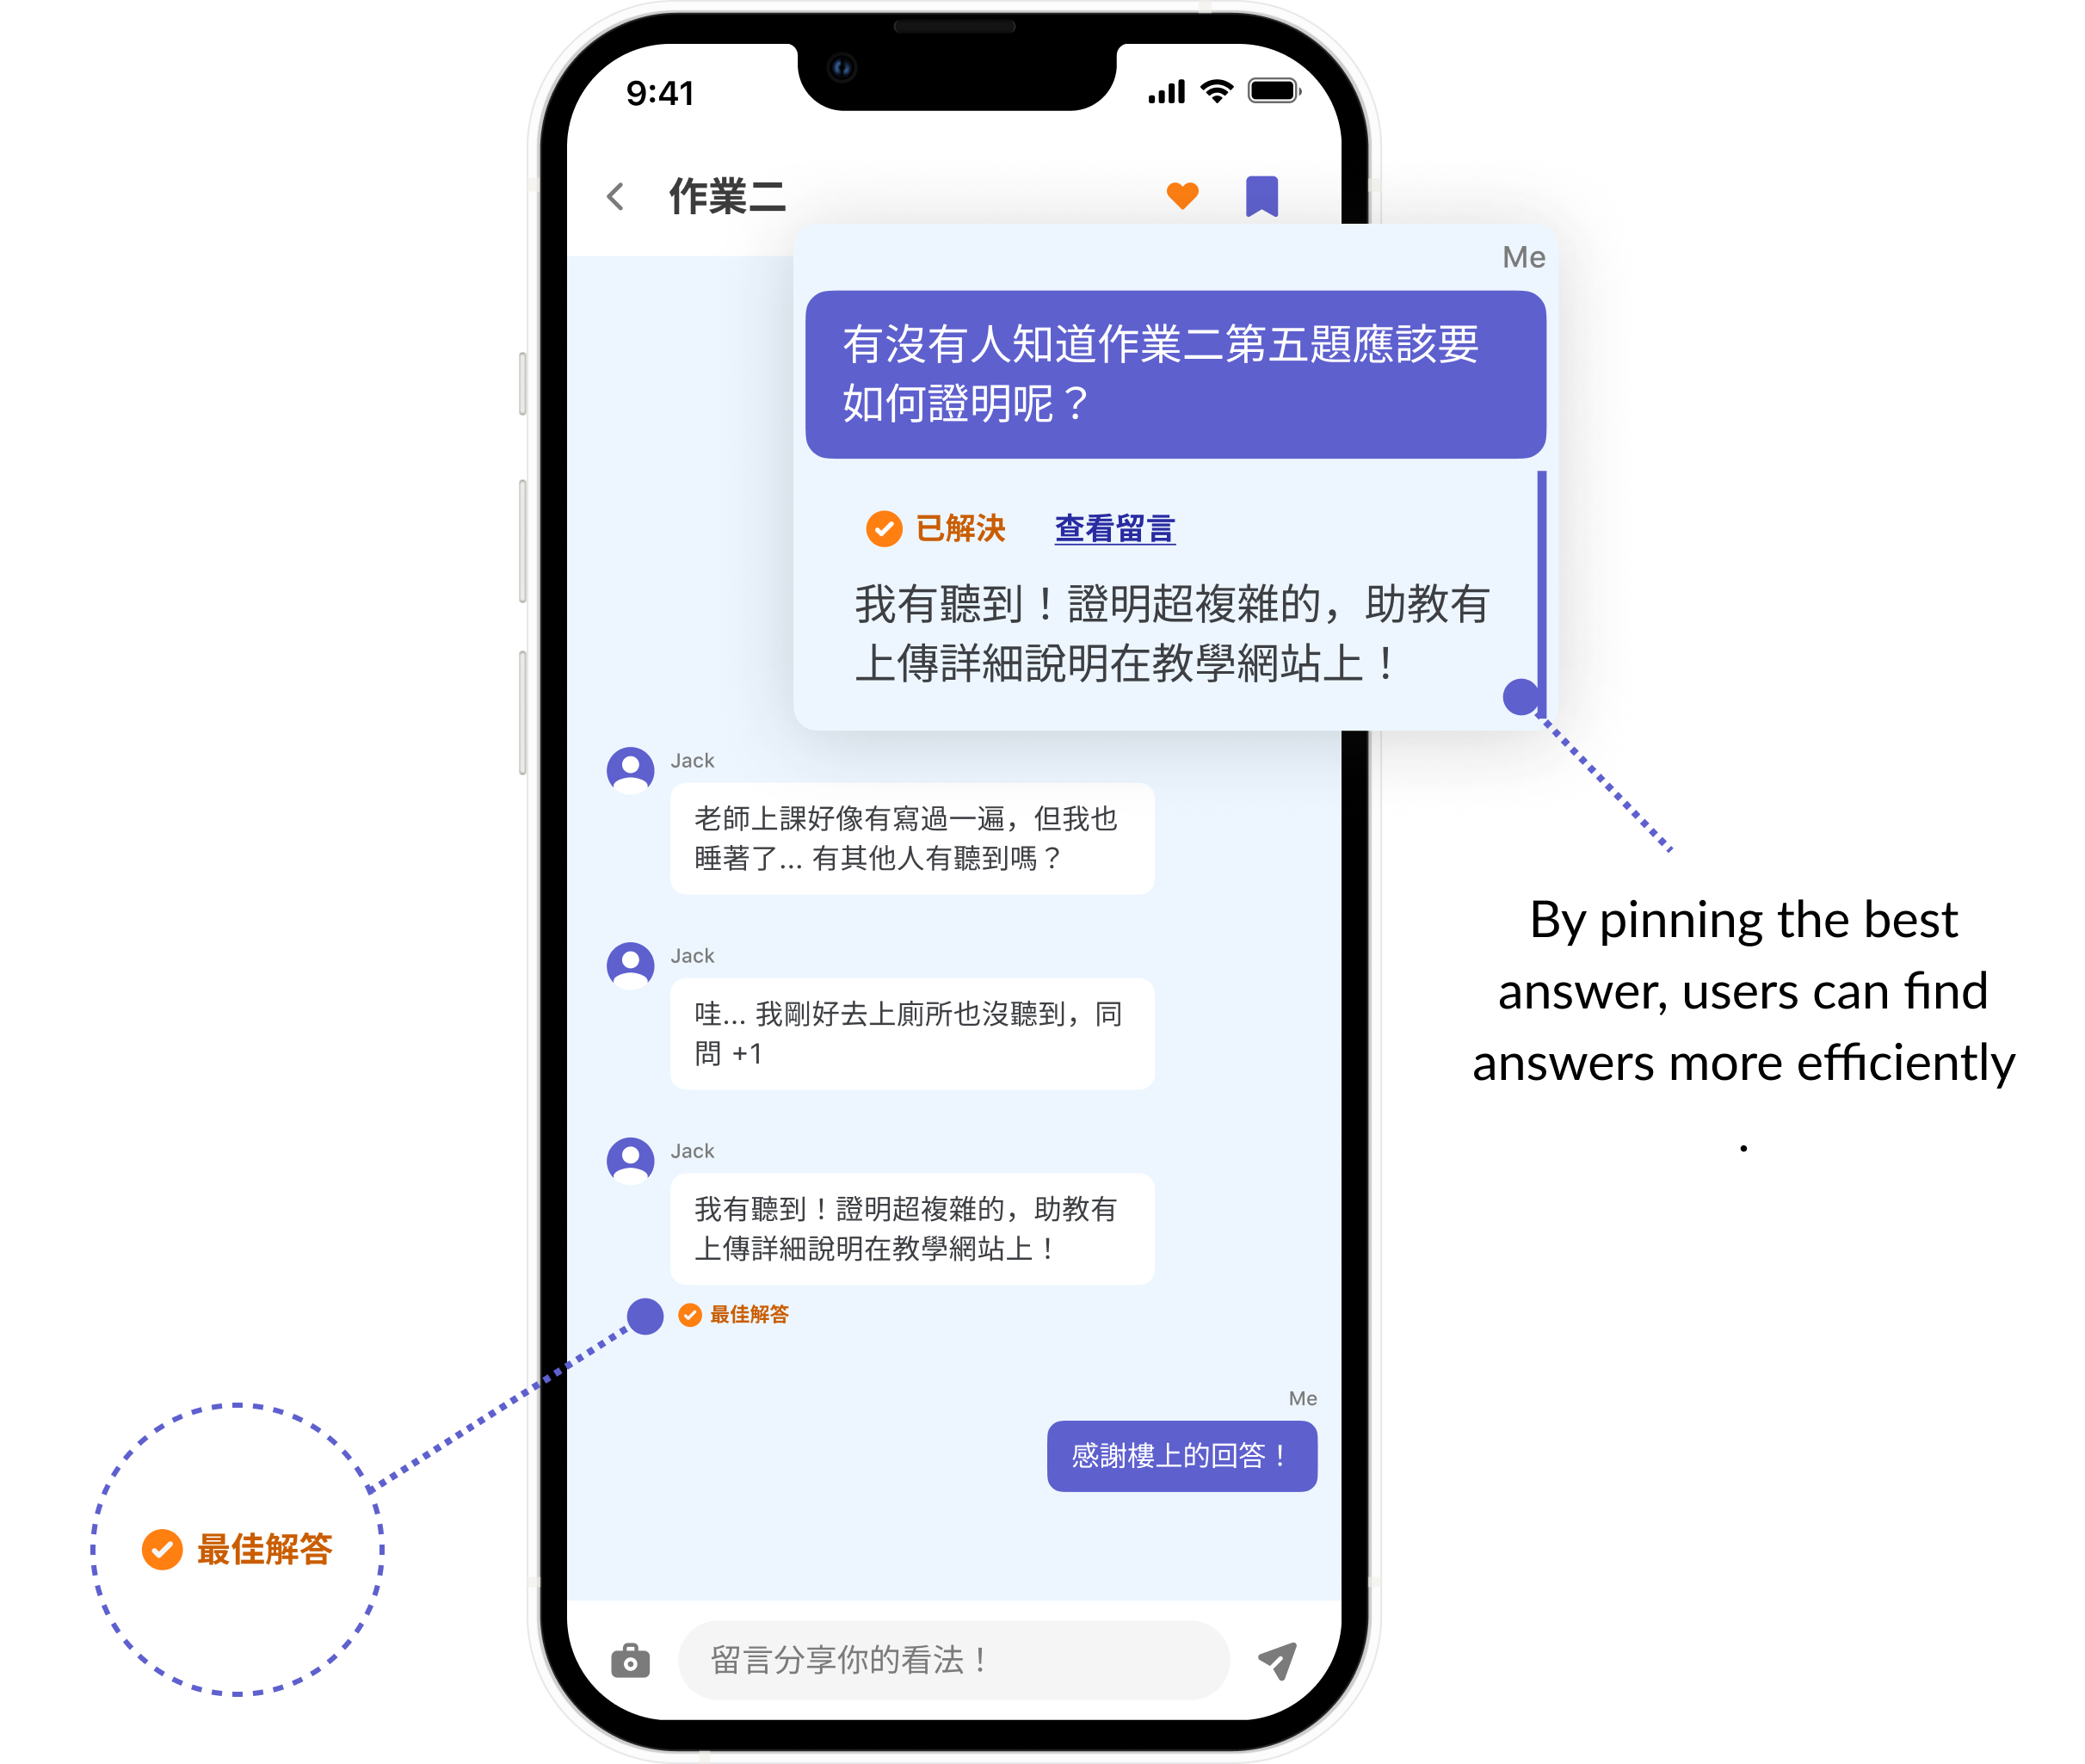 9:41
作業二
Me
有沒有人知道作業二第五題應該要
如何證明呢？
已解決 查看留言
我有聽到！證明超複雜的，助教有
上傳詳細說明在教學網站上！
Jack
老師上課好像有寫過一遍，但我也
睡著了... 有其他人有聽到嗎？
By pinning the best
answer, users can find
answers more efficiently
.
Jack
哇... 我剛好去上廁所也沒聽到，同
問 +1
Jack
我有聽到！證明超複雜的，助教有
上傳詳細說明在教學網站上！
最佳解答
Me
感謝樓上的回答！
最佳解答
留言分享你的看法！